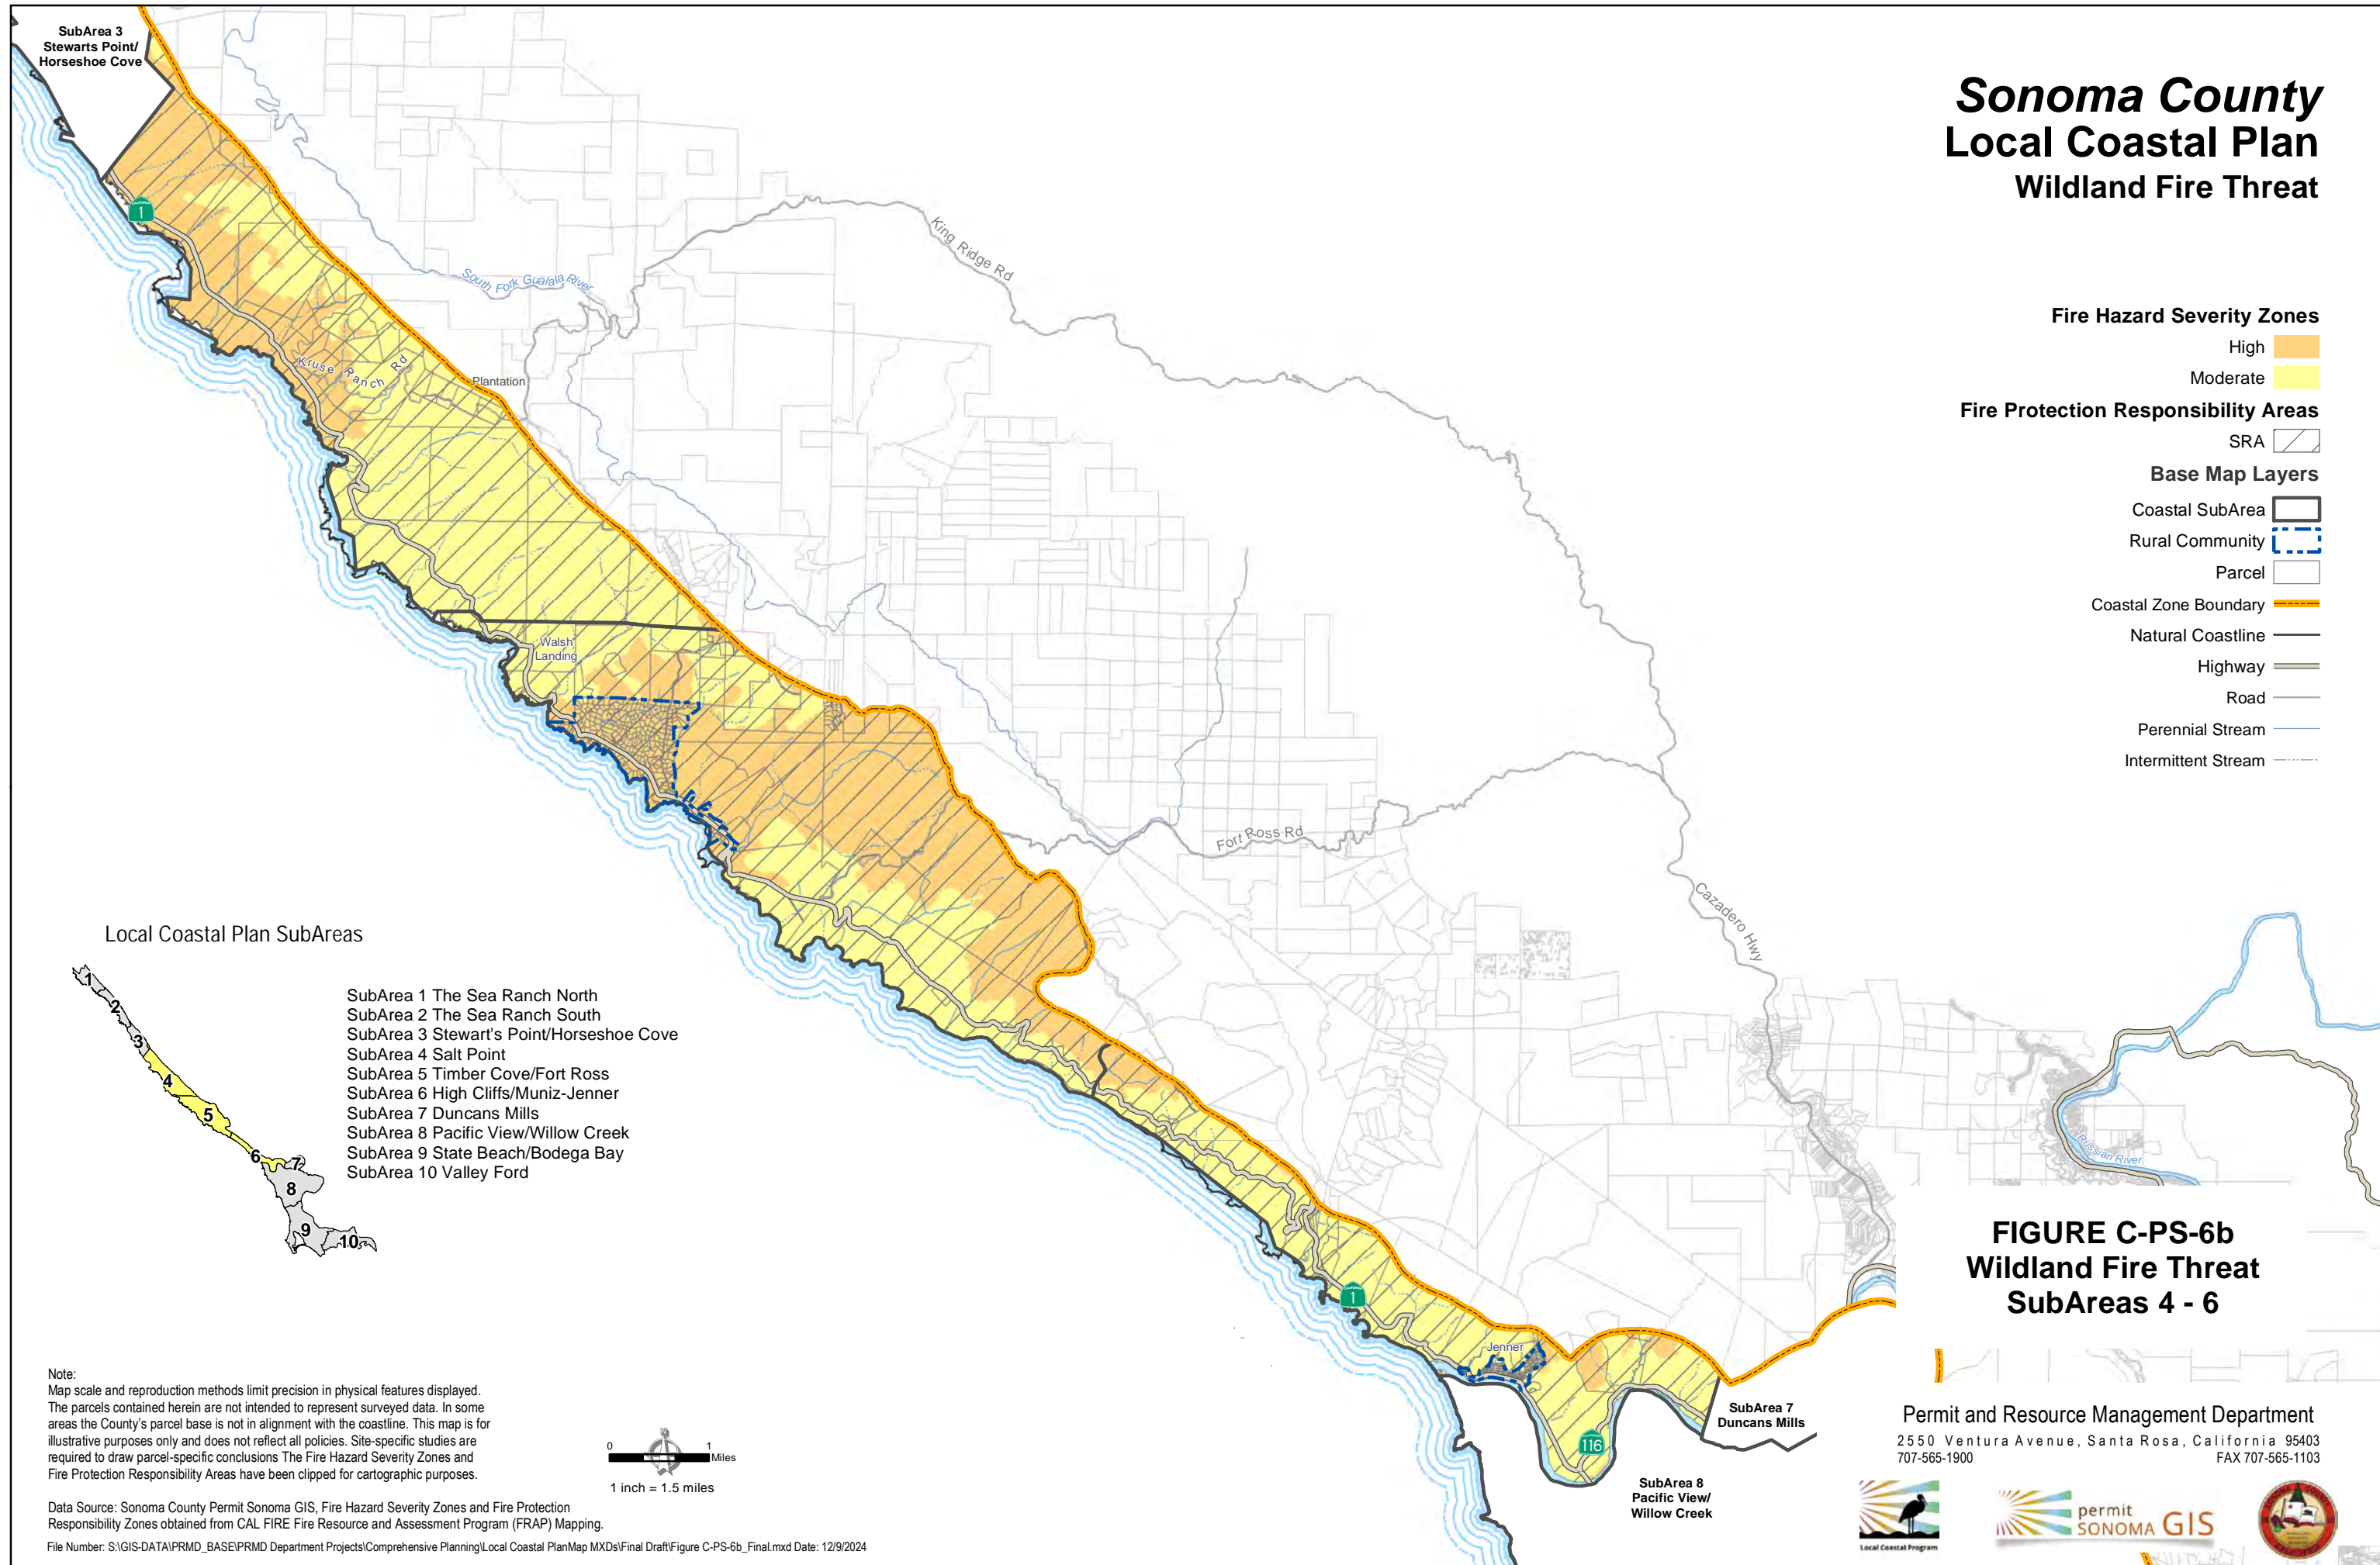 SubArea 3
Stewarts Point/
Horseshoe Cove
Sonoma County
Local Coastal Plan
Wildland Fire Threat
1
King Ridge Rd
South Fork Gualala River
Kruse Ranch Rd
Plantation
Fire Hazard Severity Zones
High
Moderate
Fire Protection Responsibility Areas
SRA
Base Map Layers
Coastal SubArea
Rural Community
Parcel
Coastal Zone Boundary
Natural Coastline
Highway
Road
Perennial Stream
Intermittent Stream
Walsh
Landing
Fort Ross Rd
Cazadero Hwy
Russian River
Local Coastal Plan SubAreas
1
2
3
4
5
6
7
8
9
10
SubArea 1 The Sea Ranch North
SubArea 2 The Sea Ranch South
SubArea 3 Stewart's Point/Horseshoe Cove
SubArea 4 Salt Point
SubArea 5 Timber Cove/Fort Ross
SubArea 6 High Cliffs/Muniz-Jenner
SubArea 7 Duncans Mills
SubArea 8 Pacific View/Willow Creek
SubArea 9 State Beach/Bodega Bay
SubArea 10 Valley Ford
FIGURE C-PS-6b
Wildland Fire Threat
SubAreas 4 - 6
1
Jenner
116
SubArea 7
Duncans Mills
SubArea 8
Pacific View/
Willow Creek
Note:
Map scale and reproduction methods limit precision in physical features displayed.
The parcels contained herein are not intended to represent surveyed data. In some
areas the County's parcel base is not in alignment with the coastline. This map is for
illustrative purposes only and does not reflect all policies. Site-specific studies are
required to draw parcel-specific conclusions The Fire Hazard Severity Zones and
Fire Protection Responsibility Areas have been clipped for cartographic purposes.
0 1
Miles
1 inch = 1.5 miles
Data Source: Sonoma County Permit Sonoma GIS, Fire Hazard Severity Zones and Fire Protection
Responsibility Zones obtained from CAL FIRE Fire Resource and Assessment Program (FRAP) Mapping.
File Number: S:\GIS-DATA\PRMD_BASE\PRMD Department Projects\Comprehensive Planning\Local Coastal PlanMap MXDs\Final Draft\Figure C-PS-6b_Final.mxd Date: 12/9/2024
Permit and Resource Management Department
2550 Ventura Avenue, Santa Rosa, California 95403
707-565-1900 FAX 707-565-1103
Local Coastal Program
permit
SONOMA GIS